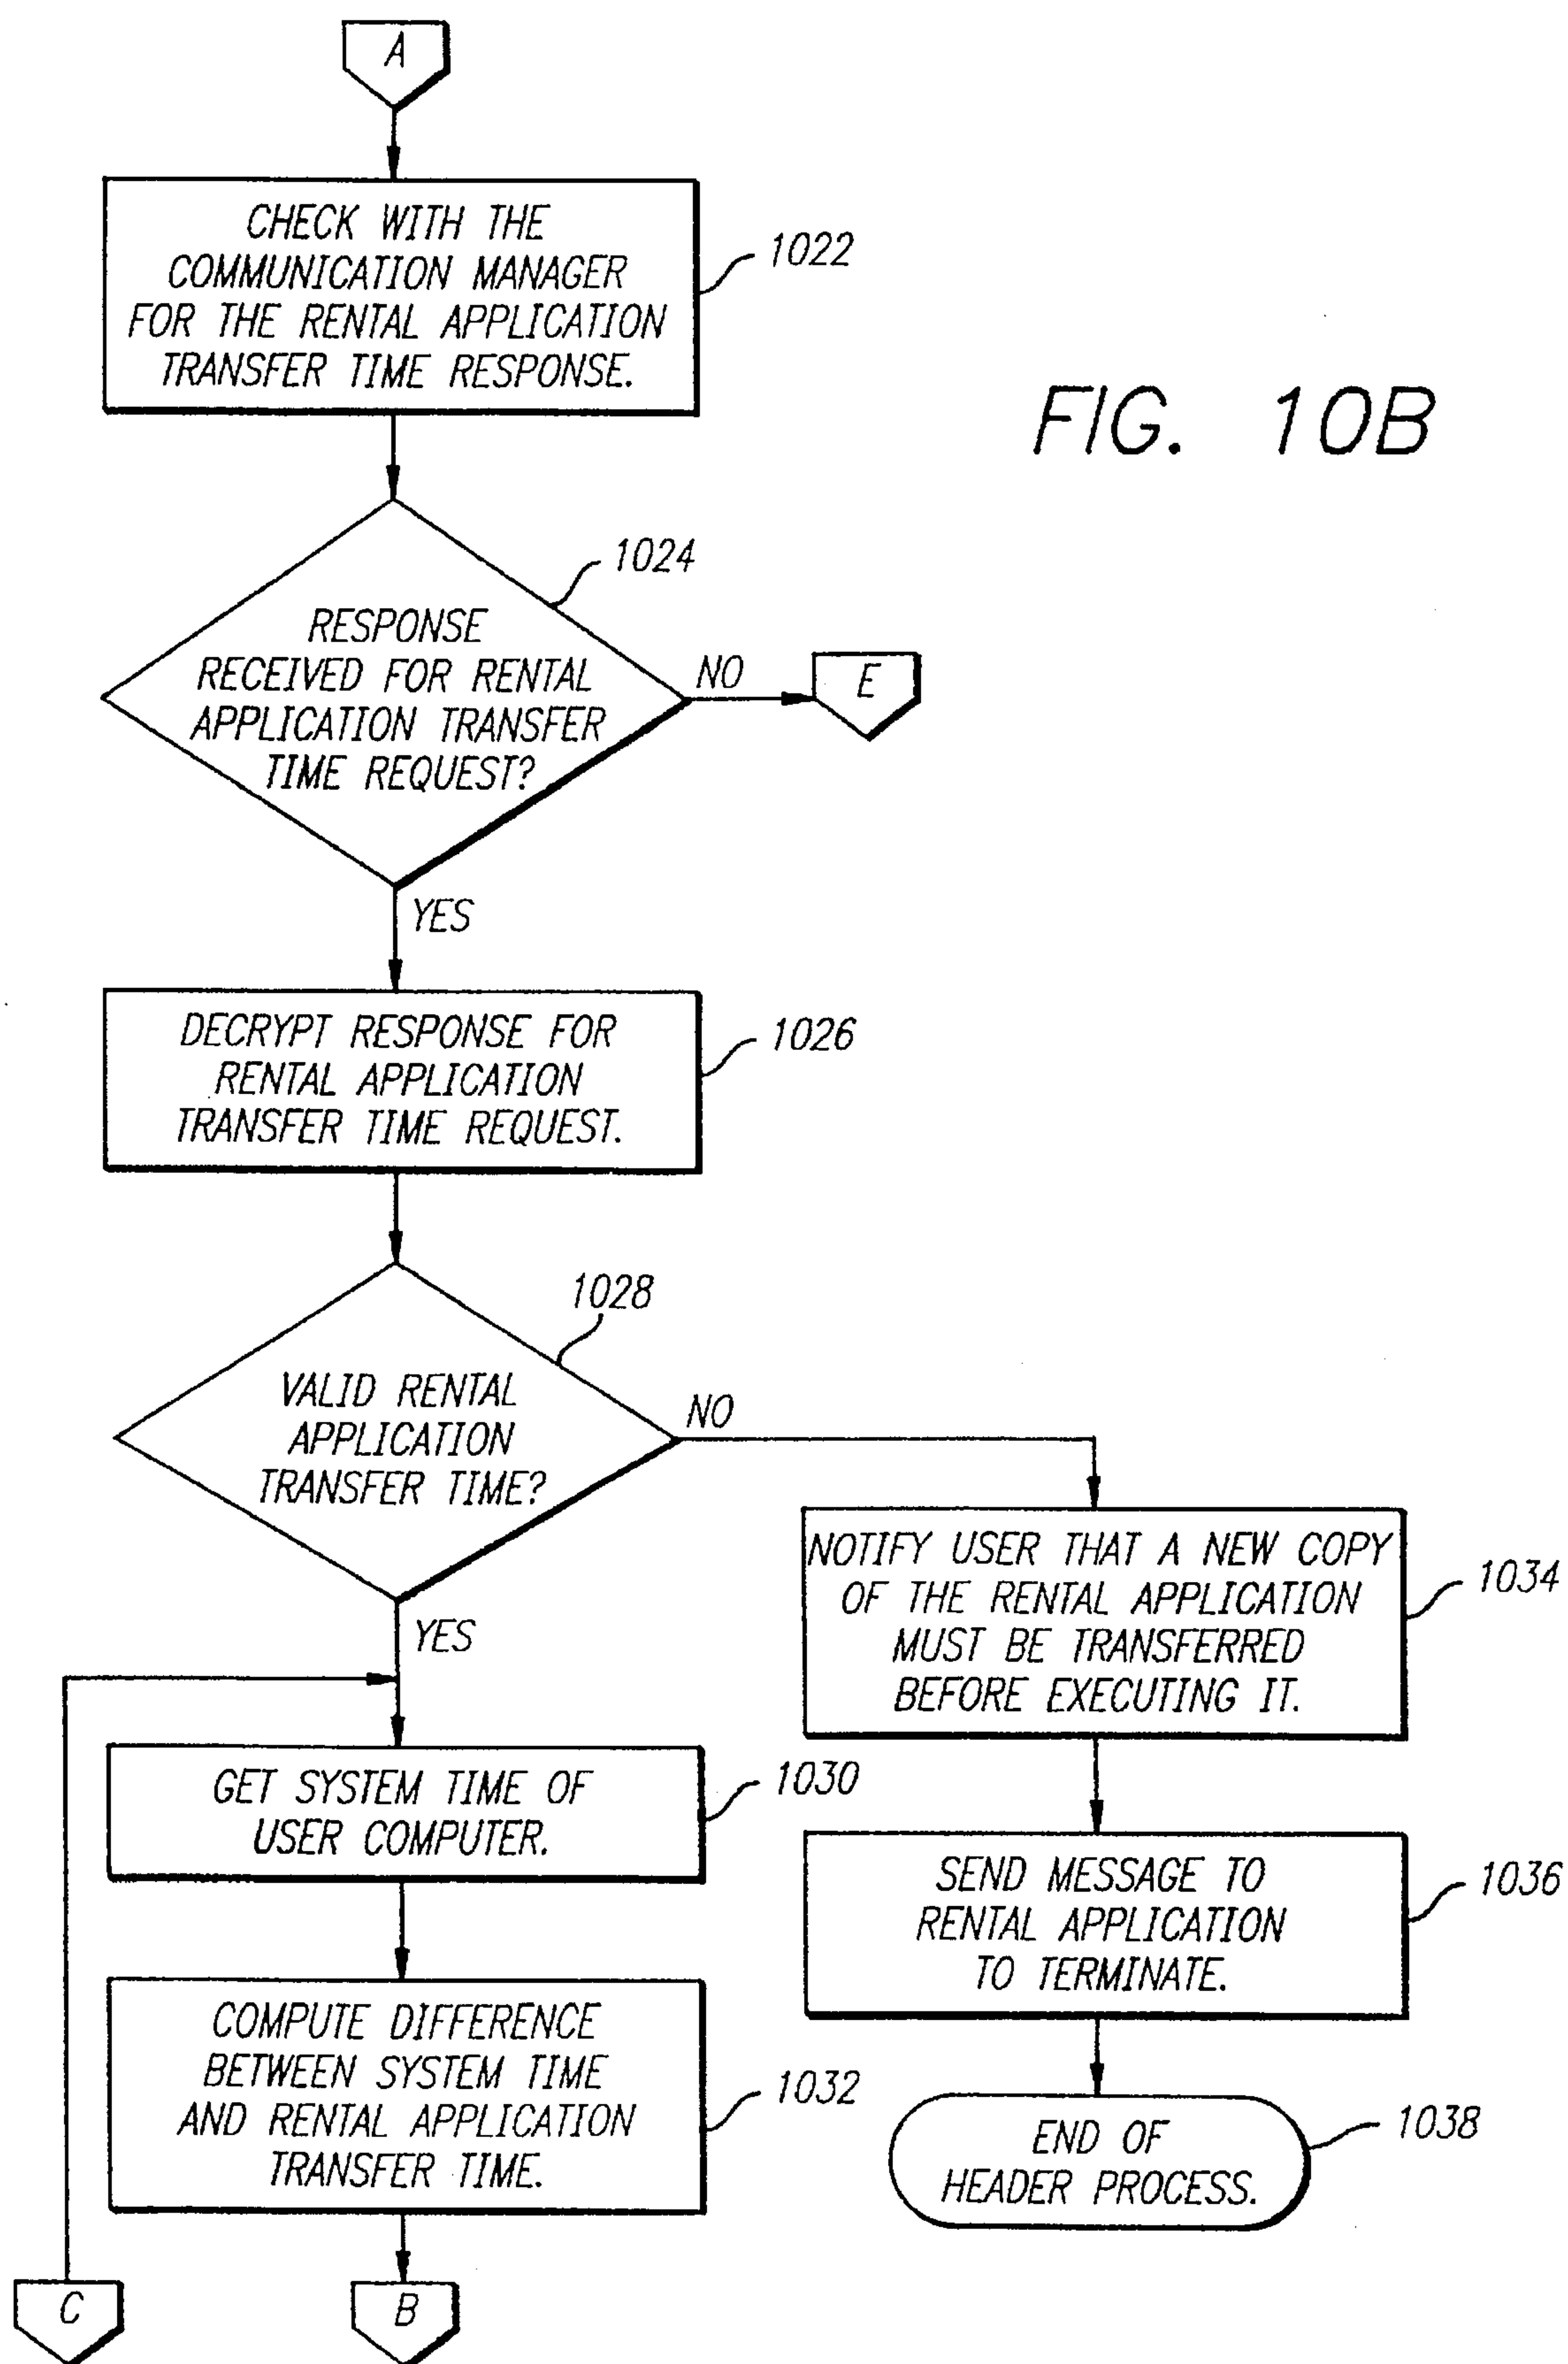 A
CHECK WITH THE
COMMUNICATION MANAGER
FOR THE RENTAL APPLICATION
TRANSFER TIME RESPONSE.
1022
FIG. 10B
1024
RESPONSE
RECEIVED FOR RENTAL
APPLICATION TRANSFER
TIME REQUEST?
NO
E
YES
DECRYPT RESPONSE FOR
RENTAL APPLICATION
TRANSFER TIME REQUEST.
1026
1028
VALID RENTAL
APPLICATION
TRANSFER TIME?
NO
YES
NOTIFY USER THAT A NEW COPY
OF THE RENTAL APPLICATION
MUST BE TRANSFERRED
BEFORE EXECUTING IT.
1034
GET SYSTEM TIME OF
USER COMPUTER.
1030
SEND MESSAGE TO
RENTAL APPLICATION
TO TERMINATE.
1036
COMPUTE DIFFERENCE
BETWEEN SYSTEM TIME
AND RENTAL APPLICATION
TRANSFER TIME.
1032
END OF
HEADER PROCESS.
1038
C
B